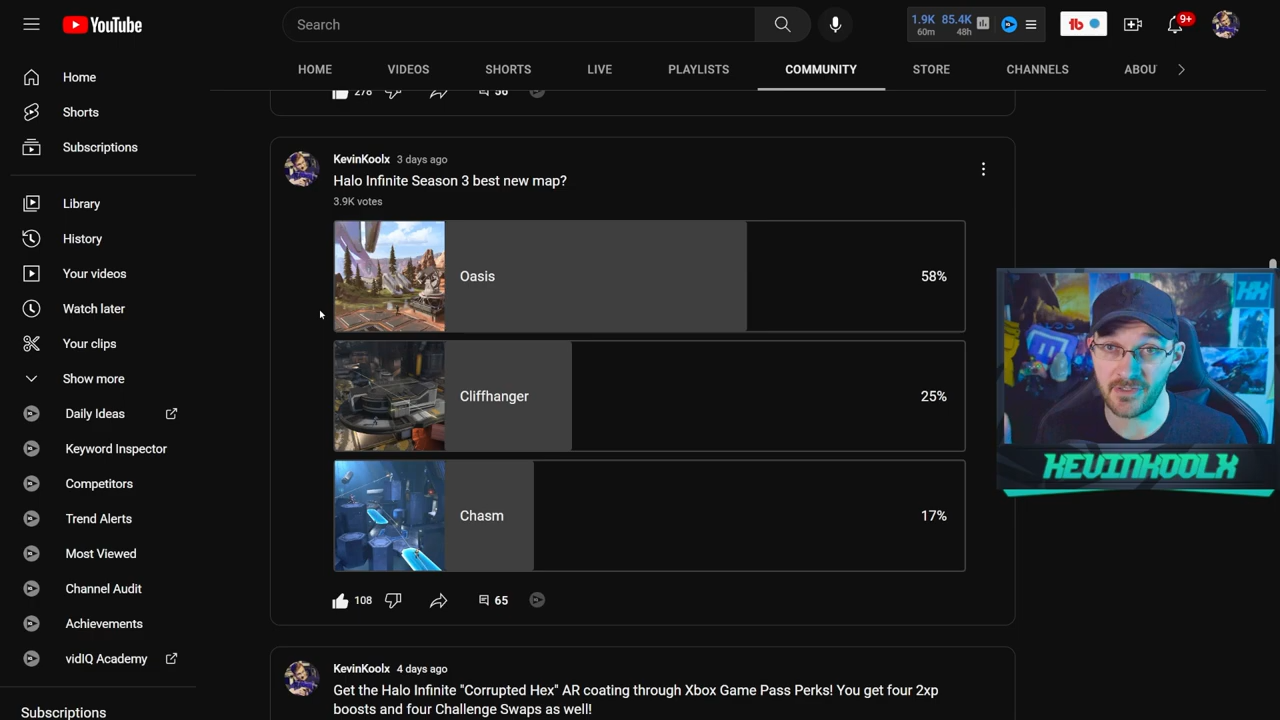 YouTube
Search
1.9K 85.4K
60m 48h
9+
HOME VIDEOS SHORTS LIVE PLAYLISTS COMMUNITY STORE CHANNELS ABOU
Home
Shorts
Subscriptions
Library
History
Your videos
Watch later
Your clips
Show more
Daily Ideas
Keyword Inspector
Competitors
Trend Alerts
Most Viewed
Channel Audit
Achievements
vidIQ Academy
Subscriptions
278 56
KevinKoolx 3 days ago
Halo Infinite Season 3 best new map?
3.9K votes
Oasis 58%
Cliffhanger 25%
Chasm 17%
108 65
KevinKoolx 4 days ago
Get the Halo Infinite "Corrupted Hex" AR coating through Xbox Game Pass Perks! You get four 2xp
boosts and four Challenge Swaps as well!
KEVINKOOLX